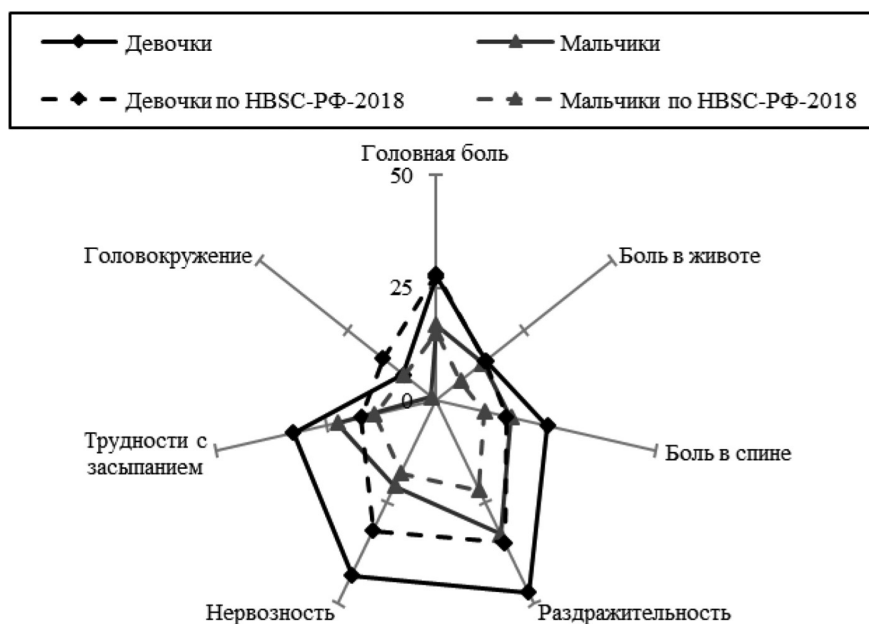 Девочки
Мальчики
Девочки по HBSC-РФ-2018
Мальчики по HBSC-РФ-2018
Головная боль
50
Головокружение
Боль в животе
25
0
Трудности с
засыпанием
Боль в спине
Нервозность
Раздражительность